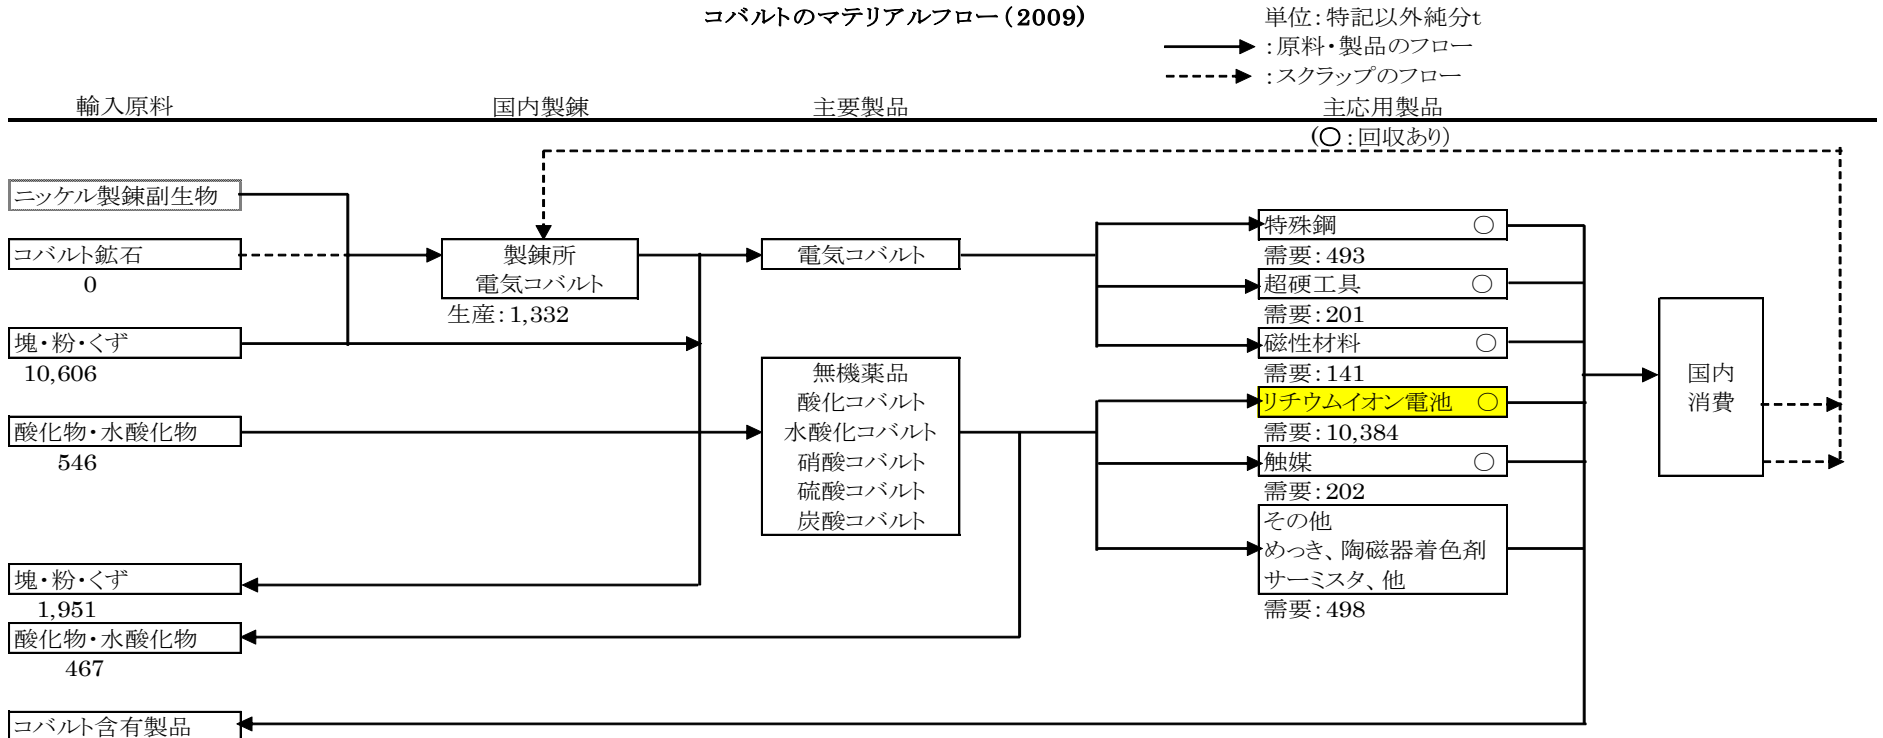 コバルトのマテリアルフロー(2009)
単位:特記以外純分t
:原料・製品のフロー
:スクラップのフロー
輸入原料 国内製錬 主要製品 主応用製品
(○:回収あり)
ニッケル製錬副生物
コバルト鉱石
0
塊・粉・くず
10,606
酸化物・水酸化物
546
塊・粉・くず
1,951
酸化物・水酸化物
467
コバルト含有製品
製錬所
電気コバルト
生産:1,332
電気コバルト
無機薬品
酸化コバルト
水酸化コバルト
硝酸コバルト
硫酸コバルト
炭酸コバルト
特殊鋼 ○
需要:493
超硬工具 ○
需要:201
磁性材料 ○
需要:141
リチウムイオン電池 ○
需要:10,384
触媒 ○
需要:202
その他
めっき、陶磁器着色剤
サーミスタ、他
需要:498
国内
消費